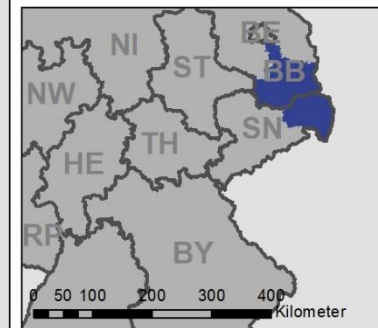 NI
BE
ST
BB
NW
SN
TH
HE
RP
BY
0 50 100 200 300 400
Kilometer